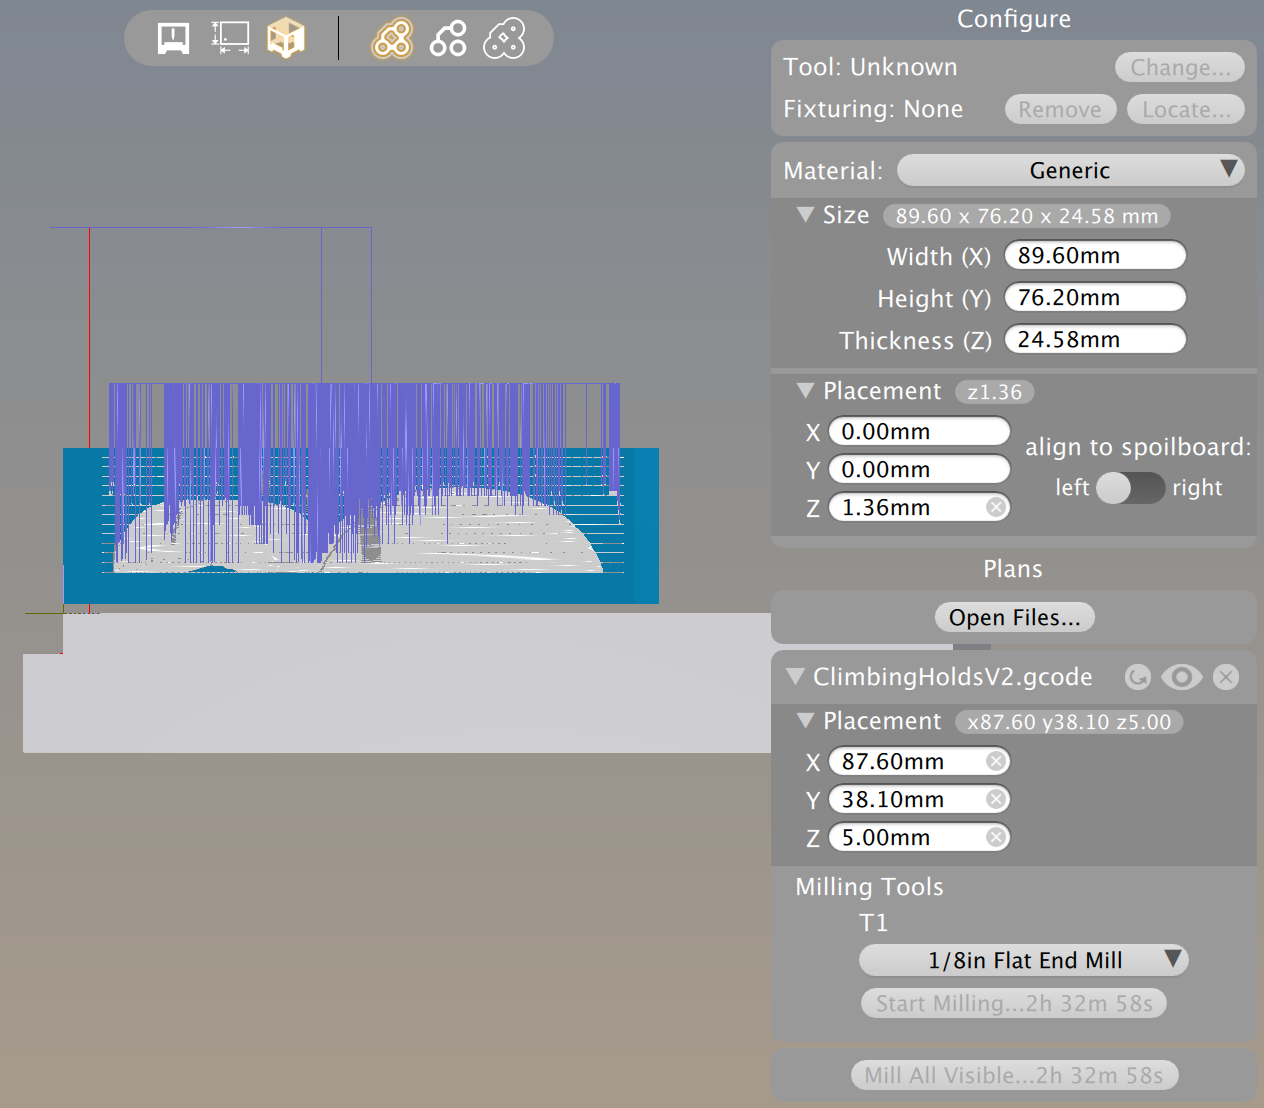 Configure
Tool: Unknown
Change...
Fixturing: None
Remove
Locate...
Material:
Generic
Size
89.60 x 76.20 x 24.58 mm
Width (X)
89.60mm
Height (Y)
76.20mm
Thickness (Z)
24.58mm
Placement
z1.36
X
0.00mm
Y
0.00mm
Z
1.36mm
align to spoilboard:
left
right
Plans
Open Files...
ClimbingHoldsV2.gcode
Placement
x87.60 y38.10 z5.00
X
87.60mm
Y
38.10mm
Z
5.00mm
Milling Tools
T1
1/8in Flat End Mill
Start Milling...2h 32m 58s
Mill All Visible...2h 32m 58s